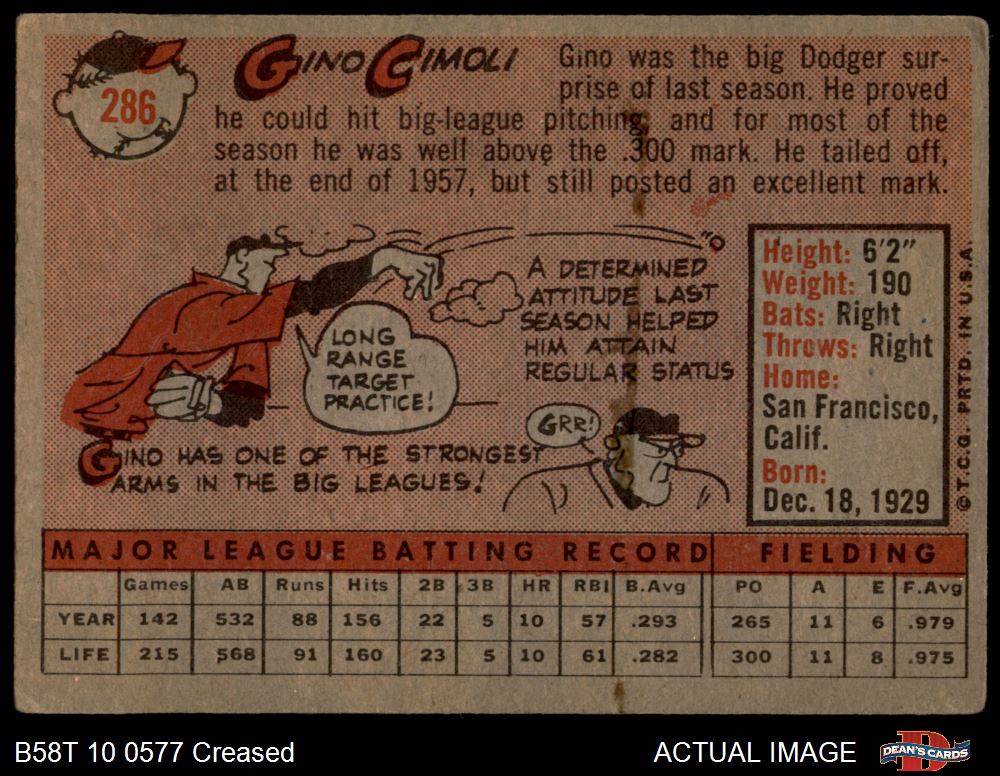 286
GINO CIMOLI
Gino was the big Dodger sur-
prise of last season. He proved
he could hit big-league pitching, and for most of the
season he was well above the .300 mark. He tailed off,
at the end of 1957, but still posted an excellent mark.
A DETERMINED
ATTITUDE LAST
SEASON HELPED
HIM ATTAIN
REGULAR STATUS
LONG
RANGE
TARGET
PRACTICE!
GRR!
GINO HAS ONE OF THE STRONGEST
ARMS IN THE BIG LEAGUES!
Height: 6'2"
Weight: 190
Bats: Right
Throws: Right
Home:
San Francisco,
Calif.
Born:
Dec. 18, 1929
© T.C.G. PRTD. IN U.S.A.
MAJOR LEAGUE BATTING RECORD FIELDING
Games AB Runs Hits 2B 3B HR RBI B.Avg PO A E F.Avg
YEAR 142 532 88 156 22 5 10 57 .293 265 11 6 .979
LIFE 215 568 91 160 23 5 10 61 .282 300 11 8 .975
B58T 10 0577 Creased
ACTUAL IMAGE
D
DEAN'S CARDS